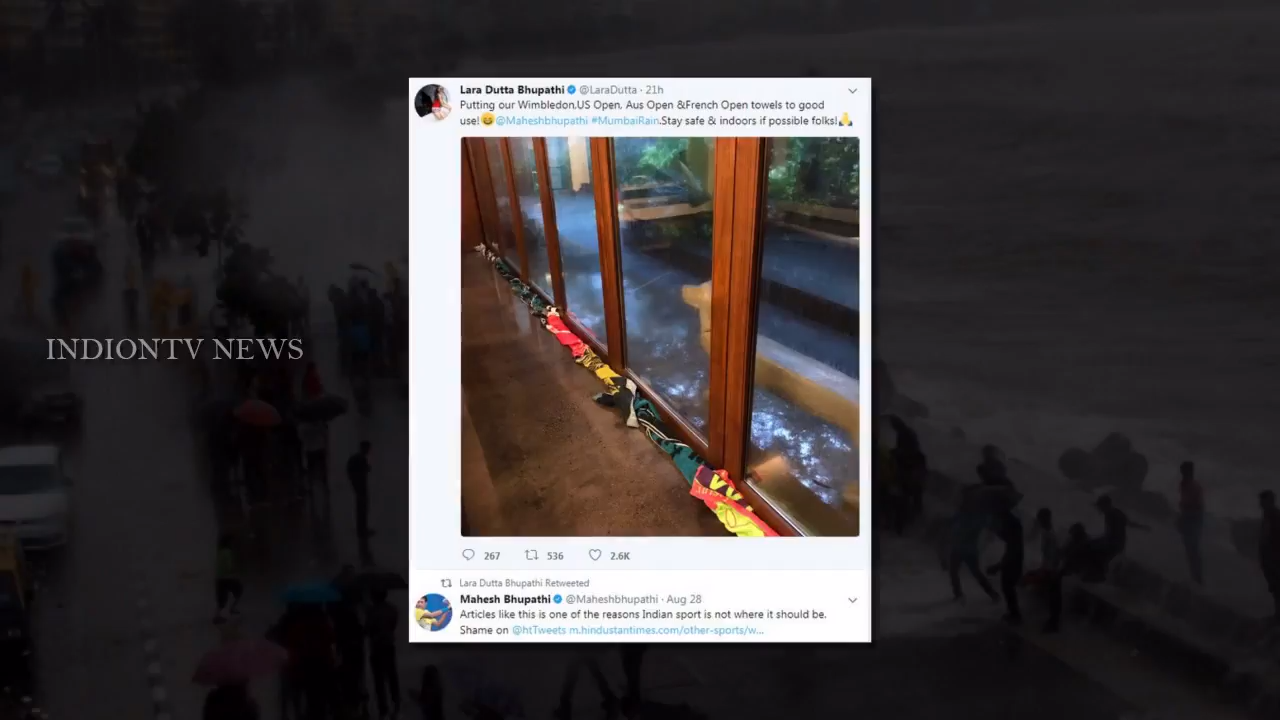 Lara Dutta Bhupathi @LaraDutta · 21h
Putting our Wimbledon,US Open, Aus Open &French Open towels to good
use!😄@Maheshbhupathi #MumbaiRain.Stay safe & indoors if possible folks!🙏
INDIONTV NEWS
267 536 2.6K
Lara Dutta Bhupathi Retweeted
Mahesh Bhupathi @Maheshbhupathi · Aug 28
Articles like this is one of the reasons Indian sport is not where it should be.
Shame on @htTweets m.hindustantimes.com/other-sports/w...